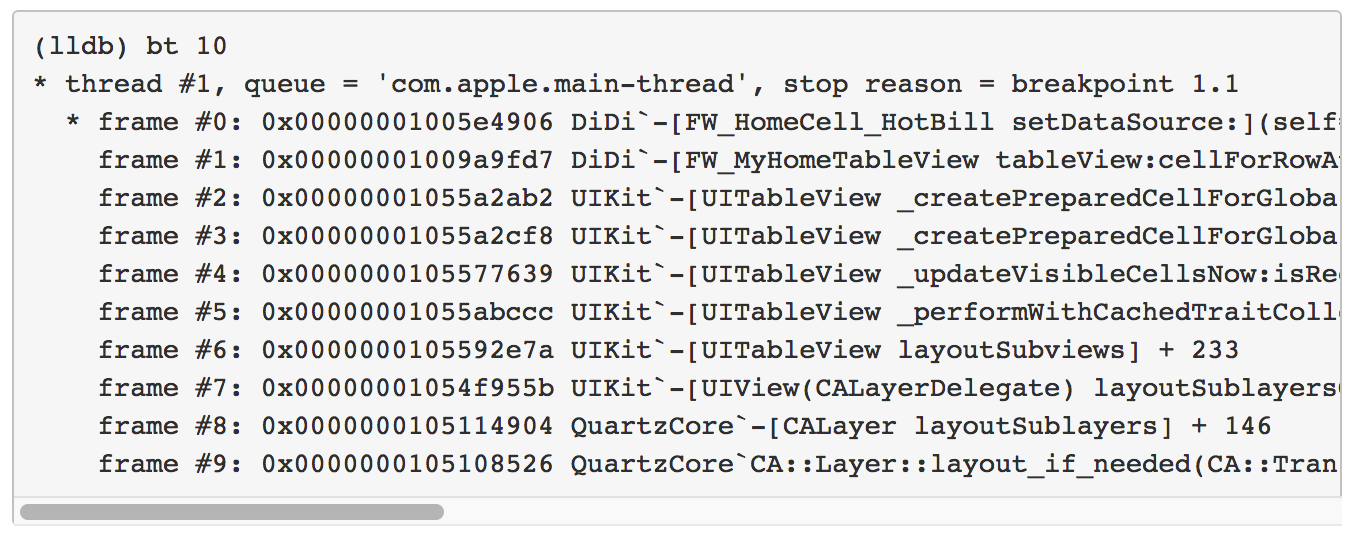 (lldb) bt 10
* thread #1, queue = 'com.apple.main-thread', stop reason = breakpoint 1.1
* frame #0: 0x00000001005e4906 DiDi`-[FW_HomeCell_HotBill setDataSource:](self
frame #1: 0x00000001009a9fd7 DiDi`-[FW_MyHomeTableView tableView:cellForRowA
frame #2: 0x00000001055a2ab2 UIKit`-[UITableView _createPreparedCellForGloba
frame #3: 0x00000001055a2cf8 UIKit`-[UITableView _createPreparedCellForGloba
frame #4: 0x0000000105577639 UIKit`-[UITableView _updateVisibleCellsNow:isRe
frame #5: 0x00000001055abccc UIKit`-[UITableView _performWithCachedTraitColl
frame #6: 0x0000000105592e7a UIKit`-[UITableView layoutSubviews] + 233
frame #7: 0x00000001054f955b UIKit`-[UIView(CALayerDelegate) layoutSublayers
frame #8: 0x0000000105114904 QuartzCore`-[CALayer layoutSublayers] + 146
frame #9: 0x0000000105108526 QuartzCore`CA::Layer::layout_if_needed(CA::Tran